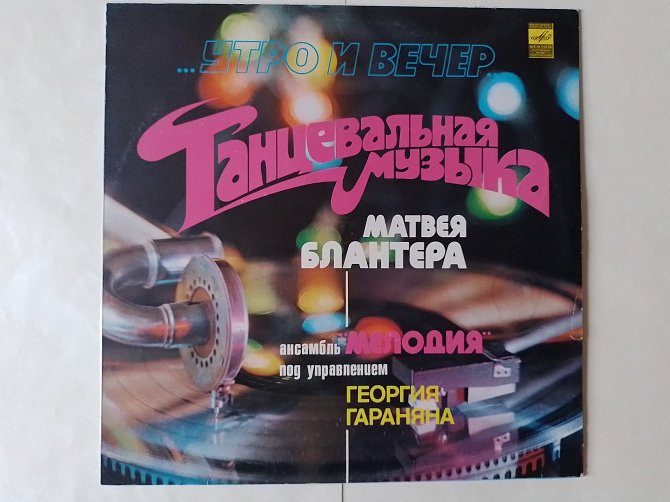 ...УТРО И ВЕЧЕР...
Танцевальная
музыка
МАТВЕЯ
БЛАНТЕРА
ансамбль "МЕЛОДИЯ"
под управлением
ГЕОРГИЯ
ГАРАНЯНА